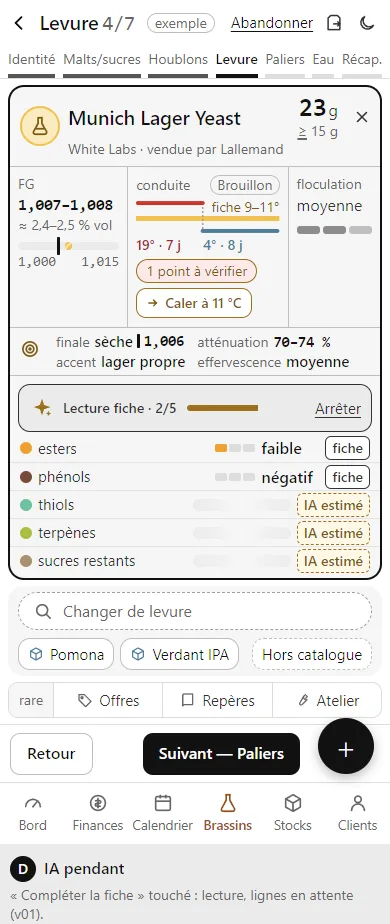 Levure 4/7 exemple Abandonner
Identité Malts/sucres Houblons Levure Paliers Eau Récap.
Munich Lager Yeast
23 g
≥ 15 g
White Labs · vendue par Lallemand
FG
1,007–1,008
≈ 2,4–2,5 % vol
1,000 1,015
conduite Brouillon
fiche 9–11°
19° · 7 j 4° · 8 j
1 point à vérifier
→ Caler à 11 °C
floculation
moyenne
finale sèche 1,006 atténuation 70–74 %
accent lager propre effervescence moyenne
Lecture fiche · 2/5 Arrêter
esters faible fiche
phénols négatif fiche
thiols IA estimé
terpènes IA estimé
sucres restants IA estimé
Changer de levure
Pomona Verdant IPA Hors catalogue
rare Offres Repères Atelier
Retour Suivant — Paliers +
Bord Finances Calendrier Brassins Stocks Clients
D IA pendant
« Compléter la fiche » touché : lecture, lignes en attente
(v01).